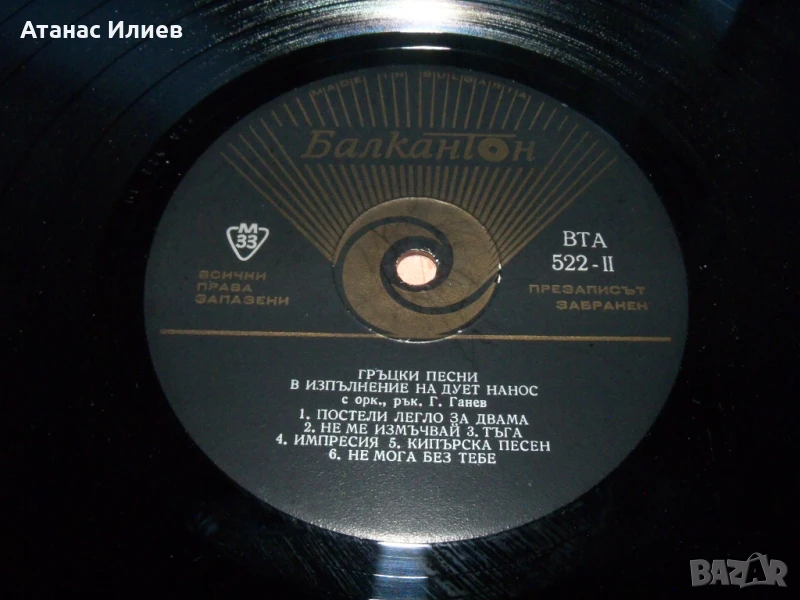 Атанас Илиев
MADE IN BULGARIA
Балкантон
М
33
ВТА
522-II
ВСИЧКИ
ПРАВА
ЗАПАЗЕНИ
ПРЕЗАПИСЪТ
ЗАБРАНЕН
ГРЪЦКИ ПЕСНИ
В ИЗПЪЛНЕНИЕ НА ДУЕТ НАНОС
с орк., рък. Г. Ганев
1. ПОСТЕЛИ ЛЕГЛО ЗА ДВАМА
2. НЕ МЕ ИЗМЪЧВАЙ 3. ТЪГА
4. ИМПРЕСИЯ 5. КИПЪРСКА ПЕСЕН
6. НЕ МОГА БЕЗ ТЕБЕ
BAZAR